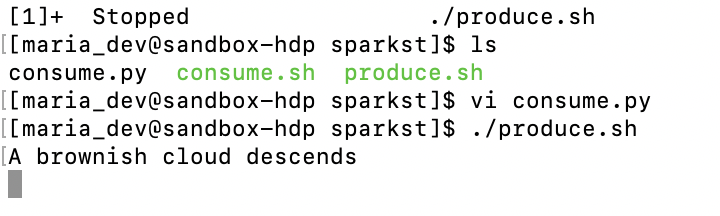 [1]+  Stopped                 ./produce.sh
[[maria_dev@sandbox-hdp sparkst]$ ls
consume.py  consume.sh  produce.sh
[[maria_dev@sandbox-hdp sparkst]$ vi consume.py
[[maria_dev@sandbox-hdp sparkst]$ ./produce.sh
[A brownish cloud descends